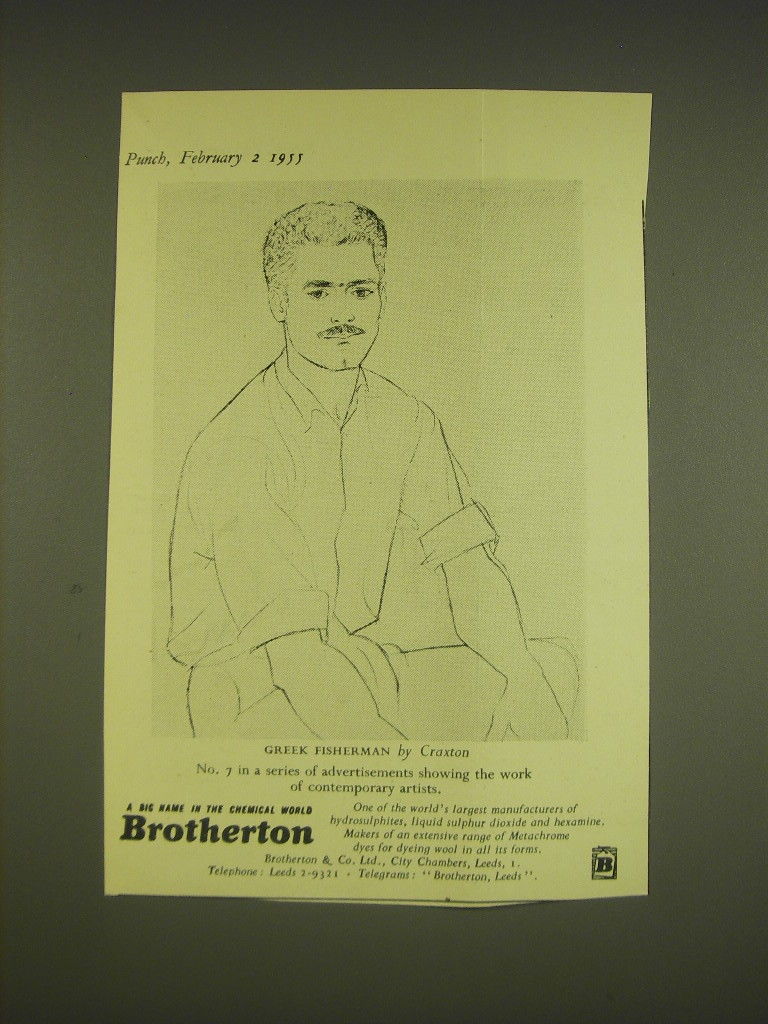 Punch, February 2 1955
GREEK FISHERMAN by Craxton
No. 7 in a series of advertisements showing the work
of contemporary artists.
A BIG NAME IN THE CHEMICAL WORLD
Brotherton
One of the world's largest manufacturers of
hydrosulphites, liquid sulphur dioxide and hexamine.
Makers of an extensive range of Metachrome
dyes for dyeing wool in all its forms.
Brotherton & Co. Ltd., City Chambers, Leeds, 1.
Telephone: Leeds 2-9321 · Telegrams: "Brotherton, Leeds".
B